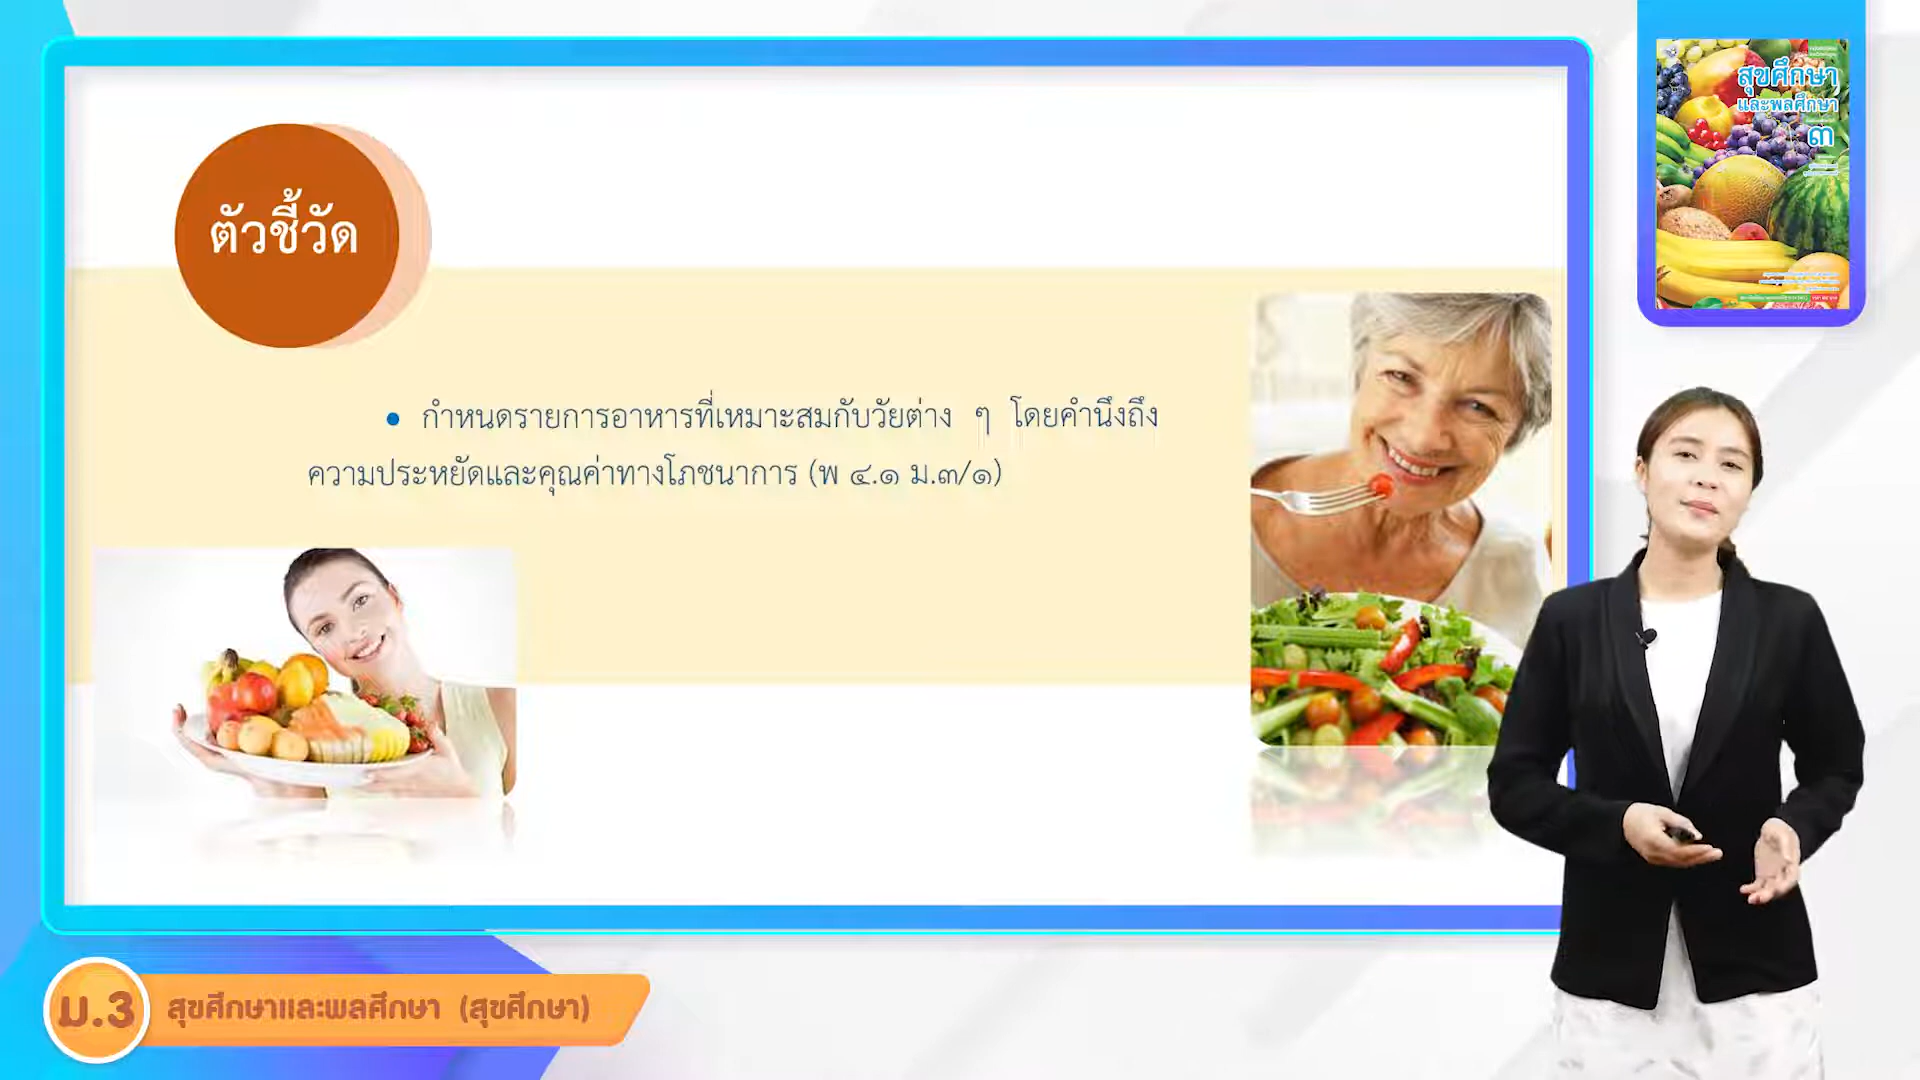 ตัวชี้วัด
• กำหนดรายการอาหารที่เหมาะสมกับวัยต่าง ๆ โดยคำนึงถึง
ความประหยัดและคุณค่าทางโภชนาการ (พ ๔.๑ ม.๓/๑)
สุขศึกษา
และพลศึกษา
๓
ม.3 สุขศึกษาและพลศึกษา (สุขศึกษา)